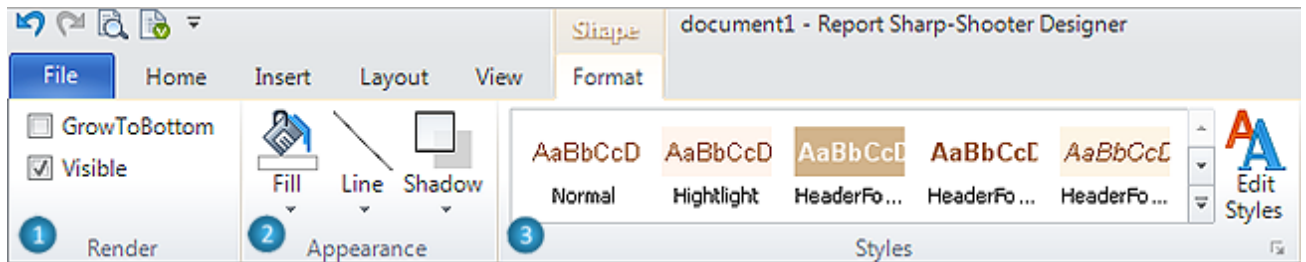 Shape
document1 - Report Sharp-Shooter Designer
File Home Insert Layout View Format
GrowToBottom
Visible
Fill Line Shadow
AaBbCcD AaBbCcD AaBbCcD AaBbCcD AaBbCcD
Normal Hightlight HeaderFo... HeaderFo... HeaderFo...
Edit
Styles
1 Render
2 Appearance
3 Styles